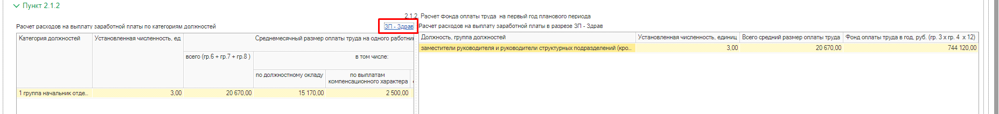 Пункт 2.1.2
2.1.2. Расчет Фонда оплаты труда на первый год планового периода
Расчет расходов на выплату заработной платы по категориям должностей
ЗП - Здрав
Расчет расходов на выплату заработной платы в разрезе ЗП - Здрав
Категория должностей
Установленная численность, ед
Среднемесячный размер оплаты труда на одного работни
всего (гр.6 + гр.7 + гр.8 )
в том числе:
по должностному окладу
по выплатам
компенсационного характера
1 группа начальник отде...
3,00
20 670,00
15 170,00
2 500,00
Должность, группа должностей
Установленная численность, единиц
Всего средний размер оплаты труда
Фонд оплаты труда в год, руб. (гр. 3 х гр. 4 х 12)
заместители руководителя и руководители структурных подразделений (кро...
3,00
20 670,00
744 120,00